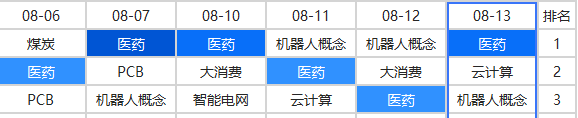 08-06 08-07 08-10 08-11 08-12 08-13 排名
煤炭 医药 医药 机器人概念 机器人概念 医药 1
医药 PCB 大消费 医药 大消费 云计算 2
PCB 机器人概念 智能电网 云计算 医药 机器人概念 3